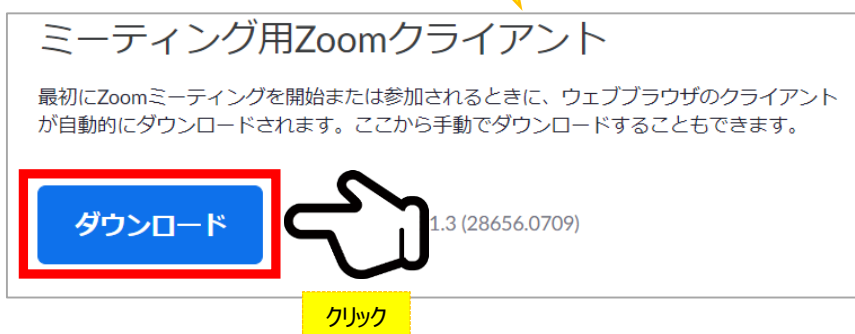 ミーティング用Zoomクライアント
最初にZoomミーティングを開始または参加されるときに、ウェブブラウザのクライアント
が自動的にダウンロードされます。ここから手動でダウンロードすることもできます。
ダウンロード
1.3 (28656.0709)
クリック